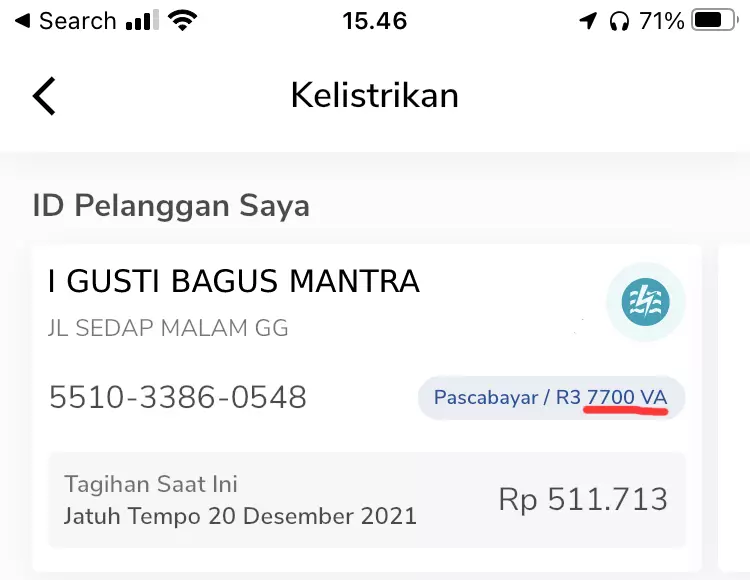 Search 15.46 71%
Kelistrikan
ID Pelanggan Saya
I GUSTI BAGUS MANTRA
JL SEDAP MALAM GG
5510-3386-0548
Pascabayar / R3 7700 VA
Tagihan Saat Ini
Jatuh Tempo 20 Desember 2021
Rp 511.713